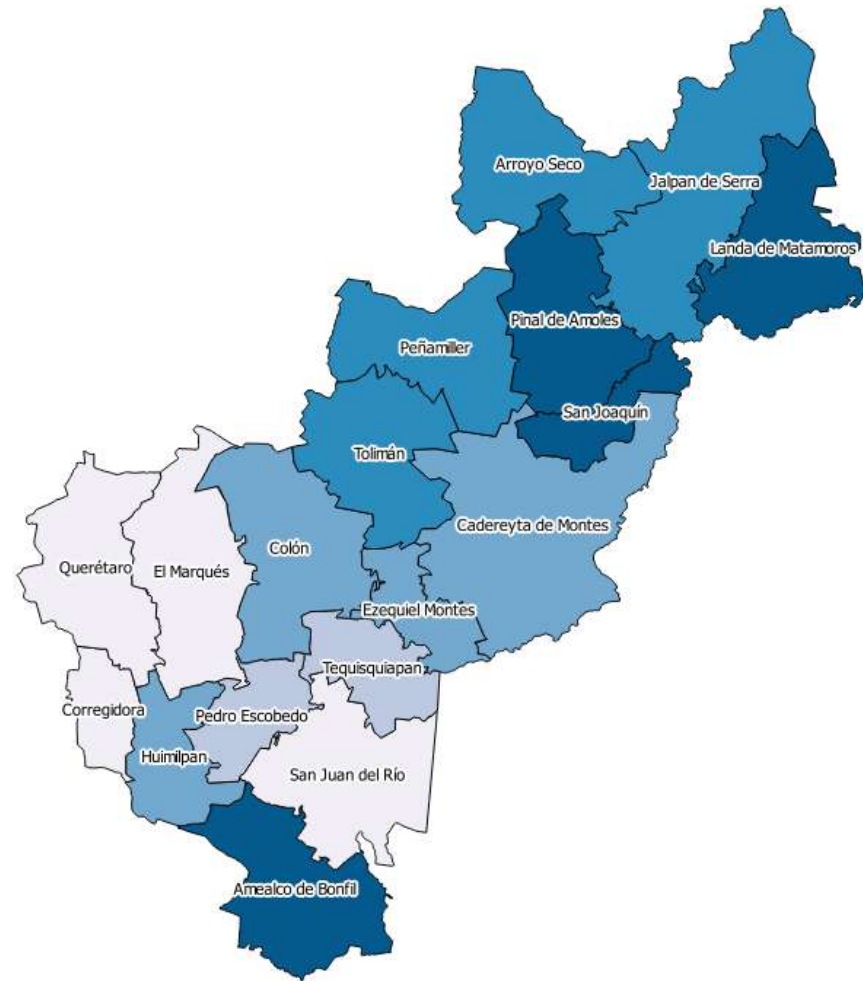 Arroyo Seco
Jalpan de Serra
Landa de Matamoros
Pinal de Amoles
Peñamiller
San Joaquín
Tolimán
Cadereyta de Montes
Colón
Querétaro
El Marqués
Ezequiel Montes
Tequisquiapan
Corregidora
Pedro Escobedo
Huimilpan
San Juan del Río
Amealco de Bonfil